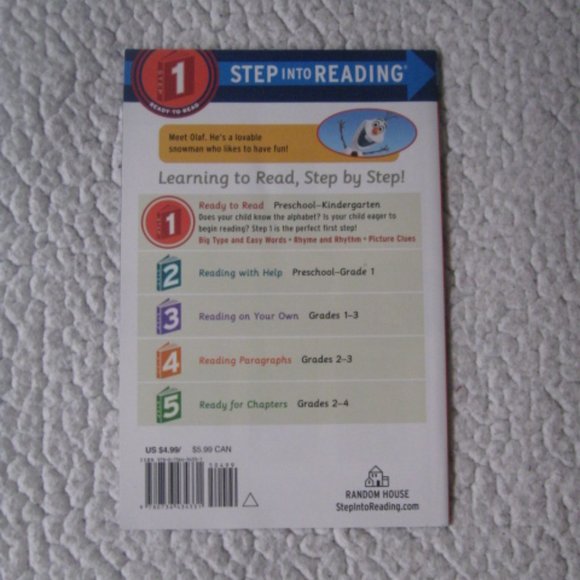 STEP
1
READY-TO-READ
STEP INTO READING®
Meet Olaf. He's a lovable
snowman who likes to have fun!
Learning to Read, Step by Step!
1 Ready to Read Preschool–Kindergarten
Does your child know the alphabet? Is your child eager to
begin reading? Step 1 is the perfect first step!
Big Type and Easy Words • Rhyme and Rhythm • Picture Clues
2 Reading with Help Preschool–Grade 1
3 Reading on Your Own Grades 1–3
4 Reading Paragraphs Grades 2–3
5 Ready for Chapters Grades 2–4
US $4.99/ $5.99 CAN
50499
RANDOM HOUSE
StepIntoReading.com